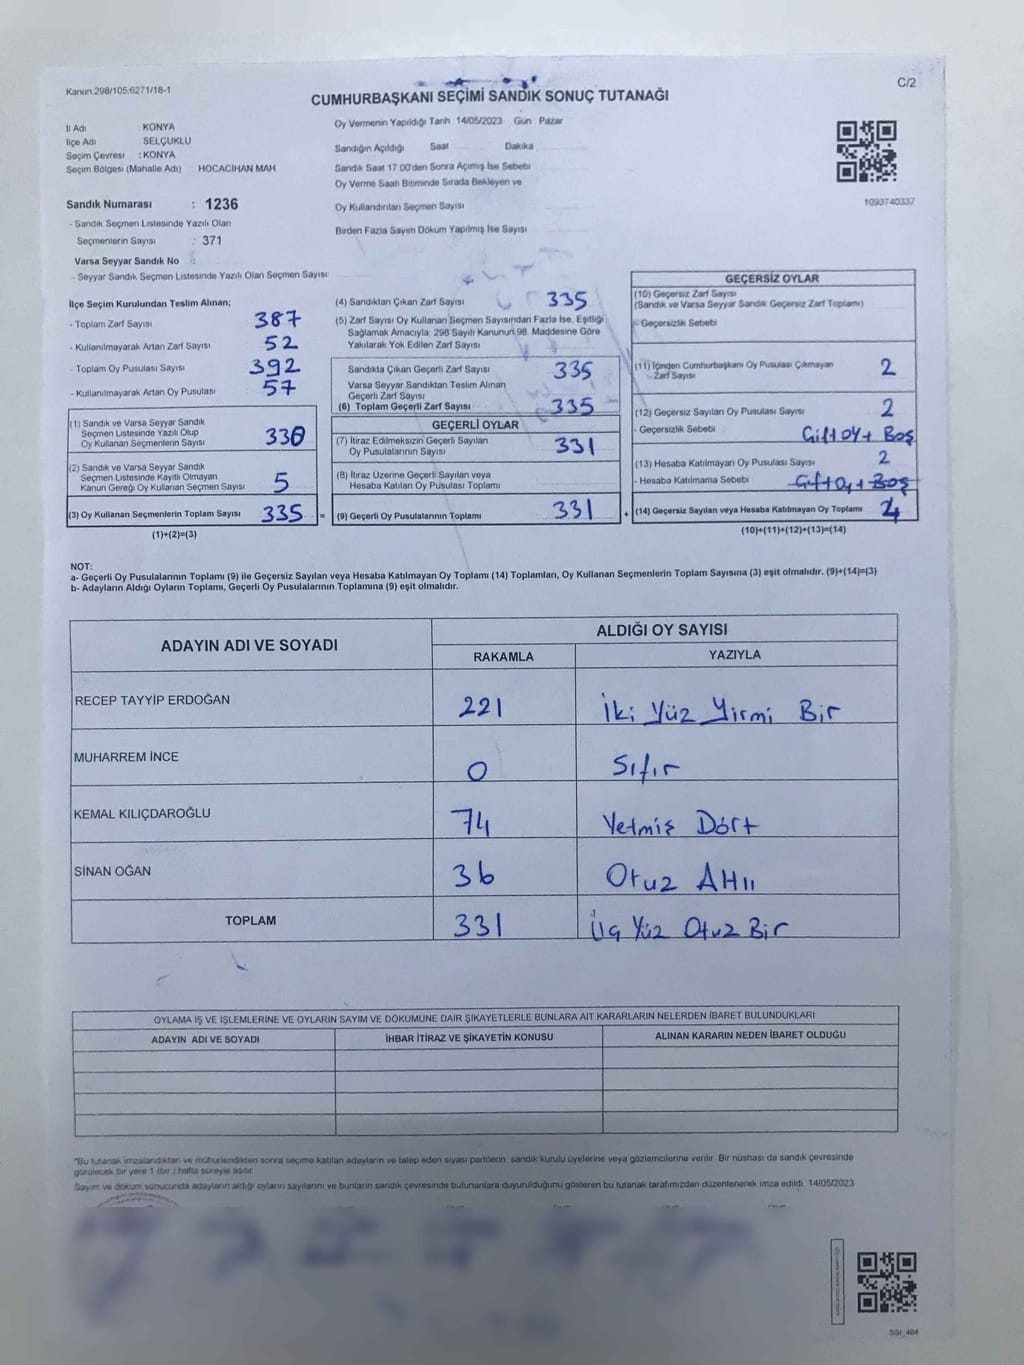 Kanun.298/105.6271/18-1
C/2
CUMHURBAŞKANI SEÇİMİ SANDIK SONUÇ TUTANAĞI
İl Adı KONYA
İlçe Adı SELÇUKLU
Seçim Çevresi : KONYA
Seçim Bölgesi (Mahalle Adı) HOCACİHAN MAH
Oy Vermenin Yapıldığı Tarih 14/05/2023 Gün Pazar
Sandığın Açıldığı Saat Dakika
Sandık Saat 17.00'den Sonra Açılmış İse Sebebi
Oy Verme Saati Bitiminde Sırada Bekleyen ve
Oy Kullandırılan Seçmen Sayısı
Birden Fazla Sayım Döküm Yapılmış İse Sayısı
1093740337
Sandık Numarası : 1236
- Sandık Seçmen Listesinde Yazılı Olan
Seçmenlerin Sayısı : 371
Varsa Seyyar Sandık No :
- Seyyar Sandık Seçmen Listesinde Yazılı Olan Seçmen Sayısı
İlçe Seçim Kurulundan Teslim Alınan;
- Toplam Zarf Sayısı 387
- Kullanılmayarak Artan Zarf Sayısı 52
- Toplam Oy Pusulası Sayısı 392
- Kullanılmayarak Artan Oy Pusulası 57
(1) Sandık ve Varsa Seyyar Sandık
Seçmen Listesinde Yazılı Olup
Oy Kullanan Seçmenlerin Sayısı 330
(2) Sandık ve Varsa Seyyar Sandık
Seçmen Listesinde Kayıtlı Olmayan
Kanun Gereği Oy Kullanan Seçmen Sayısı 5
(3) Oy Kullanan Seçmenlerin Toplam Sayısı 335 =
(1)+(2)=(3)
(4) Sandıktan Çıkan Zarf Sayısı 335
(5) Zarf Sayısı Oy Kullanan Seçmen Sayısından Fazla İse, Eşitliği
Sağlamak Amacıyla, 298 Sayılı Kanunun 98. Maddesine Göre
Yakılarak Yok Edilen Zarf Sayısı
Sandıkta Çıkan Geçerli Zarf Sayısı 335
Varsa Seyyar Sandıktan Teslim Alınan
Geçerli Zarf Sayısı
(6) Toplam Geçerli Zarf Sayısı 335
GEÇERLİ OYLAR
(7) İtiraz Edilmeksizin Geçerli Sayılan
Oy Pusulalarının Sayısı 331
(8) İtiraz Üzerine Geçerli Sayılan veya
Hesaba Katılan Oy Pusulası Toplamı
(9) Geçerli Oy Pusulalarının Toplamı 331 +
GEÇERSİZ OYLAR
(10) Geçersiz Zarf Sayısı
(Sandık ve Varsa Seyyar Sandık Geçersiz Zarf Toplamı)
- Geçersizlik Sebebi
(11) İçinden Cumhurbaşkanı Oy Pusulası Çıkmayan
Zarf Sayısı 2
(12) Geçersiz Sayılan Oy Pusulası Sayısı 2
- Geçersizlik Sebebi Çift OY + Boş
(13) Hesaba Katılmayan Oy Pusulası Sayısı 2
- Hesaba Katılmama Sebebi Çift Oy + Boş
(14) Geçersiz Sayılan veya Hesaba Katılmayan Oy Toplamı 4
(10)+(11)+(12)+(13)=(14)
NOT:
a- Geçerli Oy Pusulalarının Toplamı (9) ile Geçersiz Sayılan veya Hesaba Katılmayan Oy Toplamı (14) Toplamları, Oy Kullanan Seçmenlerin Toplam Sayısına (3) eşit olmalıdır. (9)+(14)=(3)
b- Adayların Aldığı Oyların Toplamı, Geçerli Oy Pusulalarının Toplamına (9) eşit olmalıdır.
ADAYIN ADI VE SOYADI
ALDIĞI OY SAYISI
RAKAMLA YAZIYLA
RECEP TAYYİP ERDOĞAN 221 İki Yüz Yirmi Bir
MUHARREM İNCE 0 Sıfır
KEMAL KILIÇDAROĞLU 74 Yetmiş Dört
SİNAN OĞAN 36 Otuz Altı
TOPLAM 331 Üç Yüz Otuz Bir
OYLAMA İŞ VE İŞLEMLERİNE VE OYLARIN SAYIM VE DÖKÜMÜNE DAİR ŞİKAYETLERLE BUNLARA AİT KARARLARIN NELERDEN İBARET BULUNDUKLARI
ADAYIN ADI VE SOYADI İHBAR İTİRAZ VE ŞİKAYETİN KONUSU ALINAN KARARIN NEDEN İBARET OLDUĞU
*Bu tutanak imzalandıktan ve mühürlendikten sonra seçime katılan adayların ve talep eden siyasi partilerin sandık kurulu üyelerine veya gözlemcilerine verilir. Bir nüshası da sandık çevresinde
görülecek bir yere 1 (bir ) hafta süreyle asılır.
Sayım ve döküm sonucunda adayların aldığı oyların sayılarını ve bunların sandık çevresinde bulunanlara duyurulduğunu gösteren bu tutanak tarafımızdan düzenlenerek imza edildi. 14/05/2023
DSİ_404